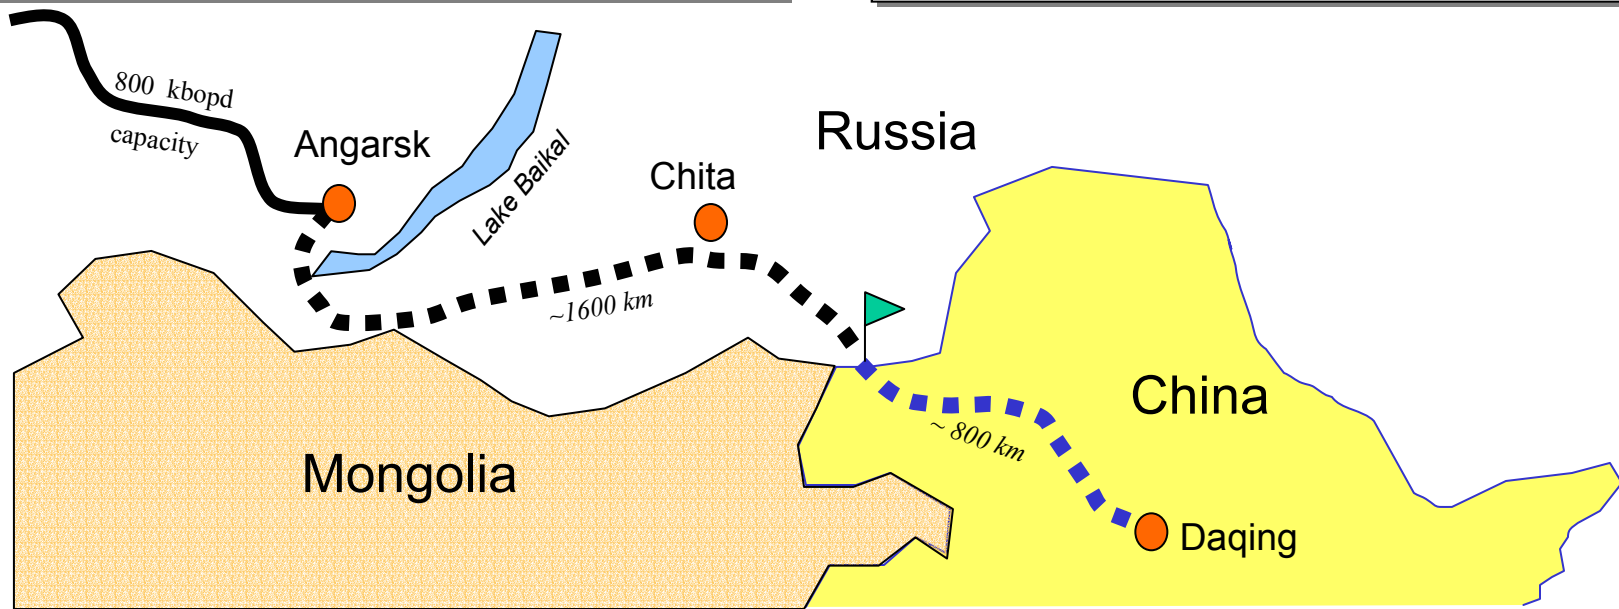 800 kbopd
capacity
Angarsk
Lake Baikal
Chita
Russia
~1600 km
China
~ 800 km
Mongolia
Daqing